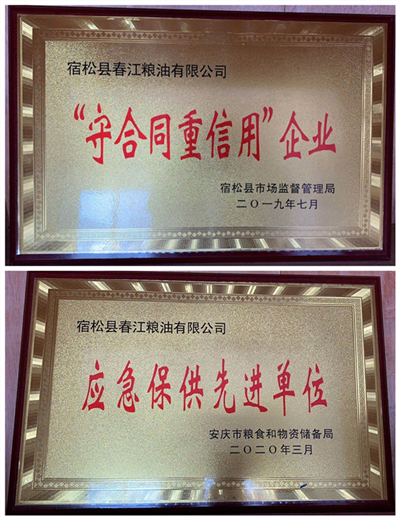 宿松县春江粮油有限公司
“守合同重信用”企业
宿松县市场监督管理局
二〇一九年七月
宿松县春江粮油有限公司
应急保供先进单位
安庆市粮食和物资储备局
二〇二〇年三月